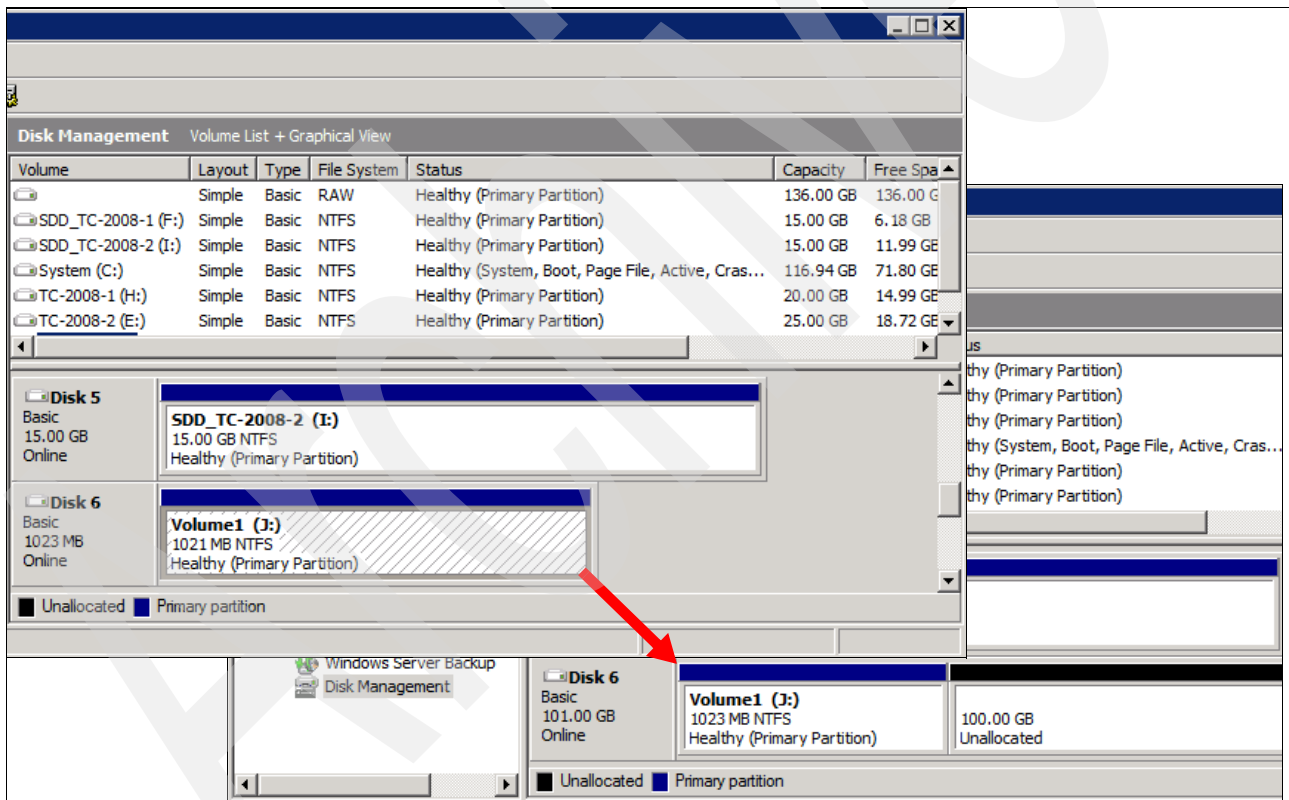 Disk Management Volume List + Graphical View
Volume Layout Type File System Status Capacity Free Spa
Simple Basic RAW Healthy (Primary Partition) 136.00 GB 136.00 G
SDD_TC-2008-1 (F:) Simple Basic NTFS Healthy (Primary Partition) 15.00 GB 6.18 GB
SDD_TC-2008-2 (I:) Simple Basic NTFS Healthy (Primary Partition) 15.00 GB 11.99 GB
System (C:) Simple Basic NTFS Healthy (System, Boot, Page File, Active, Cras... 116.94 GB 71.80 GB
TC-2008-1 (H:) Simple Basic NTFS Healthy (Primary Partition) 20.00 GB 14.99 GB
TC-2008-2 (E:) Simple Basic NTFS Healthy (Primary Partition) 25.00 GB 18.72 GB
us
thy (Primary Partition)
thy (Primary Partition)
thy (Primary Partition)
thy (System, Boot, Page File, Active, Cras...
thy (Primary Partition)
thy (Primary Partition)
Disk 5
Basic
15.00 GB
Online
SDD_TC-2008-2 (I:)
15.00 GB NTFS
Healthy (Primary Partition)
Disk 6
Basic
1023 MB
Online
Volume1 (J:)
1021 MB NTFS
Healthy (Primary Partition)
Unallocated Primary partition
Windows Server Backup
Disk Management
Disk 6
Basic
101.00 GB
Online
Volume1 (J:)
1023 MB NTFS
Healthy (Primary Partition)
100.00 GB
Unallocated
Unallocated Primary partition